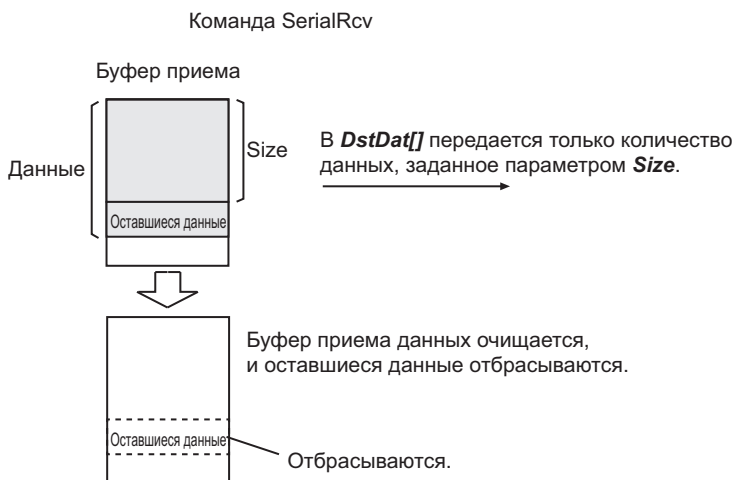 Команда SerialRcv
Буфер приема
Данные
Size
В DstDat[] передается только количество
данных, заданное параметром Size.
Оставшиеся данные
Буфер приема данных очищается,
и оставшиеся данные отбрасываются.
Оставшиеся данные
Отбрасываются.